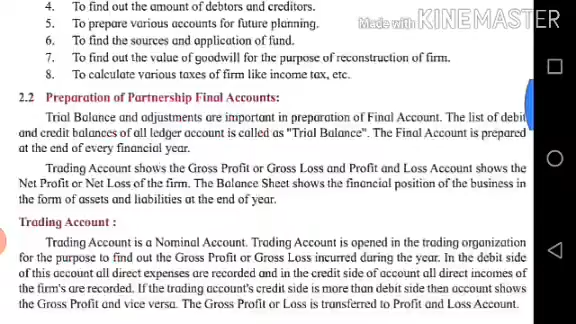 4. To find out the amount of debtors and creditors.
5. To prepare various accounts for future planning.
Made with KINEMASTER
6. To find the sources and application of fund.
7. To find out the value of goodwill for the purpose of reconstruction of firm.
8. To calculate various taxes of firm like income tax, etc.
2.2 Preparation of Partnership Final Accounts:
Trial Balance and adjustments are important in preparation of Final Account. The list of debit
and credit balances of all ledger account is called as "Trial Balance". The Final Account is prepared
at the end of every financial year.
Trading Account shows the Gross Profit or Gross Loss and Profit and Loss Account shows the
Net Profit or Net Loss of the firm. The Balance Sheet shows the financial position of the business in
the form of assets and liabilities at the end of year.
Trading Account :
Trading Account is a Nominal Account. Trading Account is opened in the trading organization
for the purpose to find out the Gross Profit or Gross Loss incurred during the year. In the debit side
of this account all direct expenses are recorded and in the credit side of account all direct incomes of
the firm's are recorded. If the trading account's credit side is more than debit side then account shows
the Gross Profit and vice versa. The Gross Profit or Loss is transferred to Profit and Loss Account.